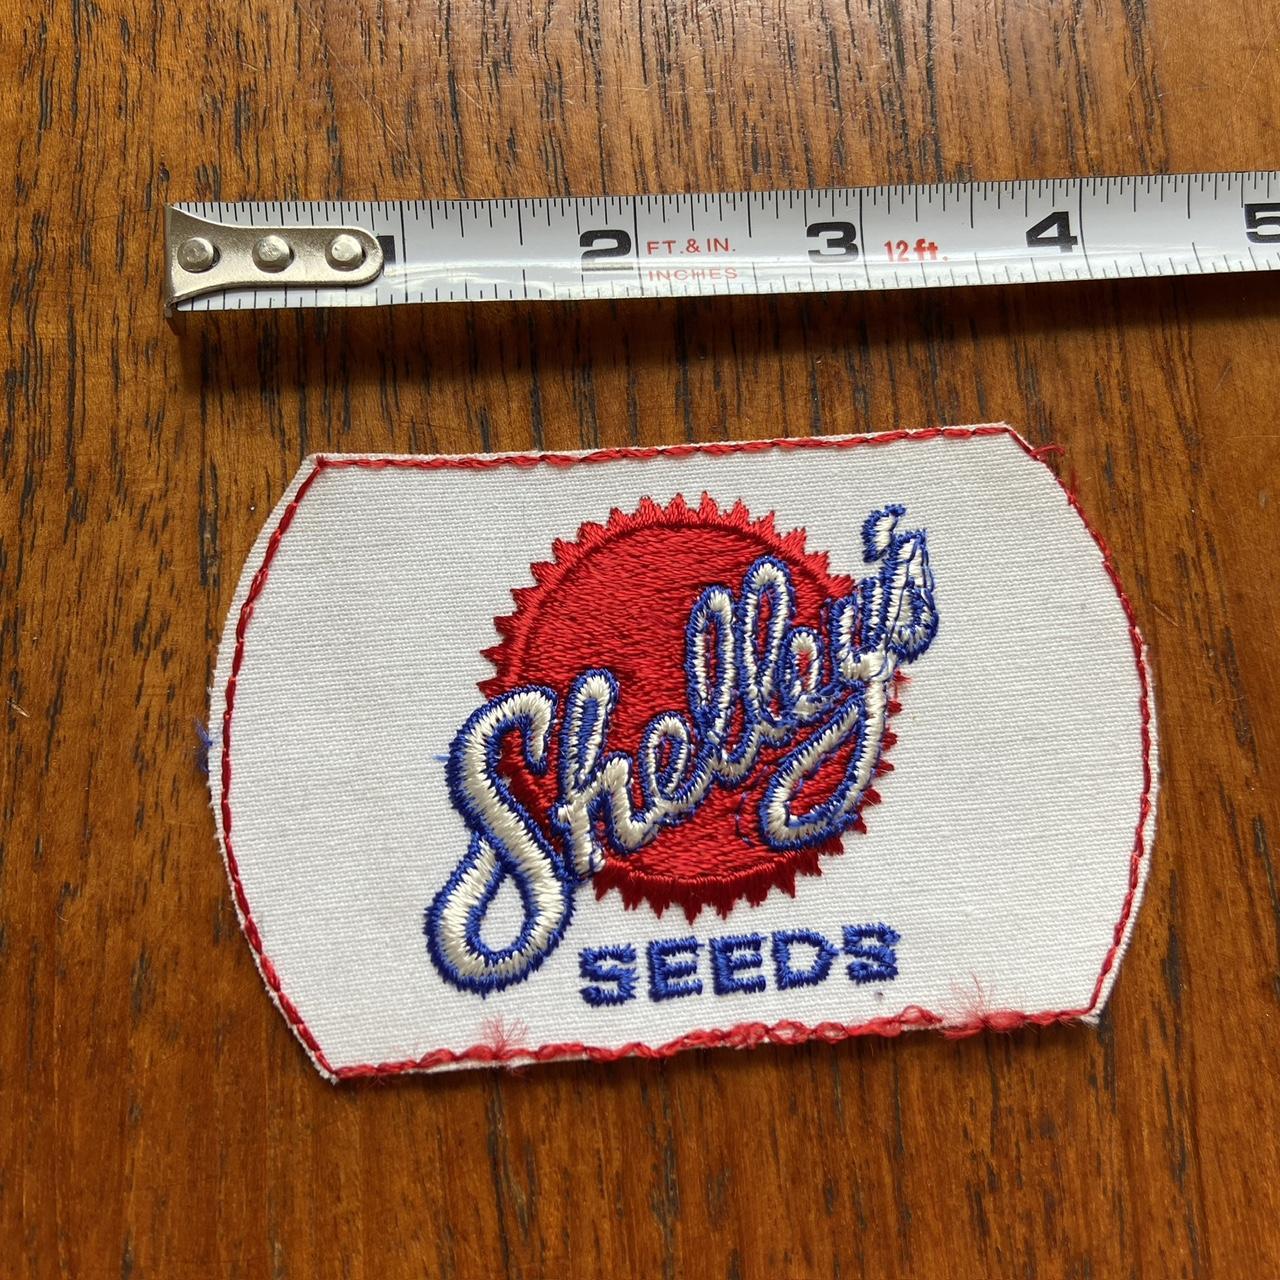 1 2 FT. & IN. 3 12 ft. 4 5
INCHES
Shelley's
SEEDS